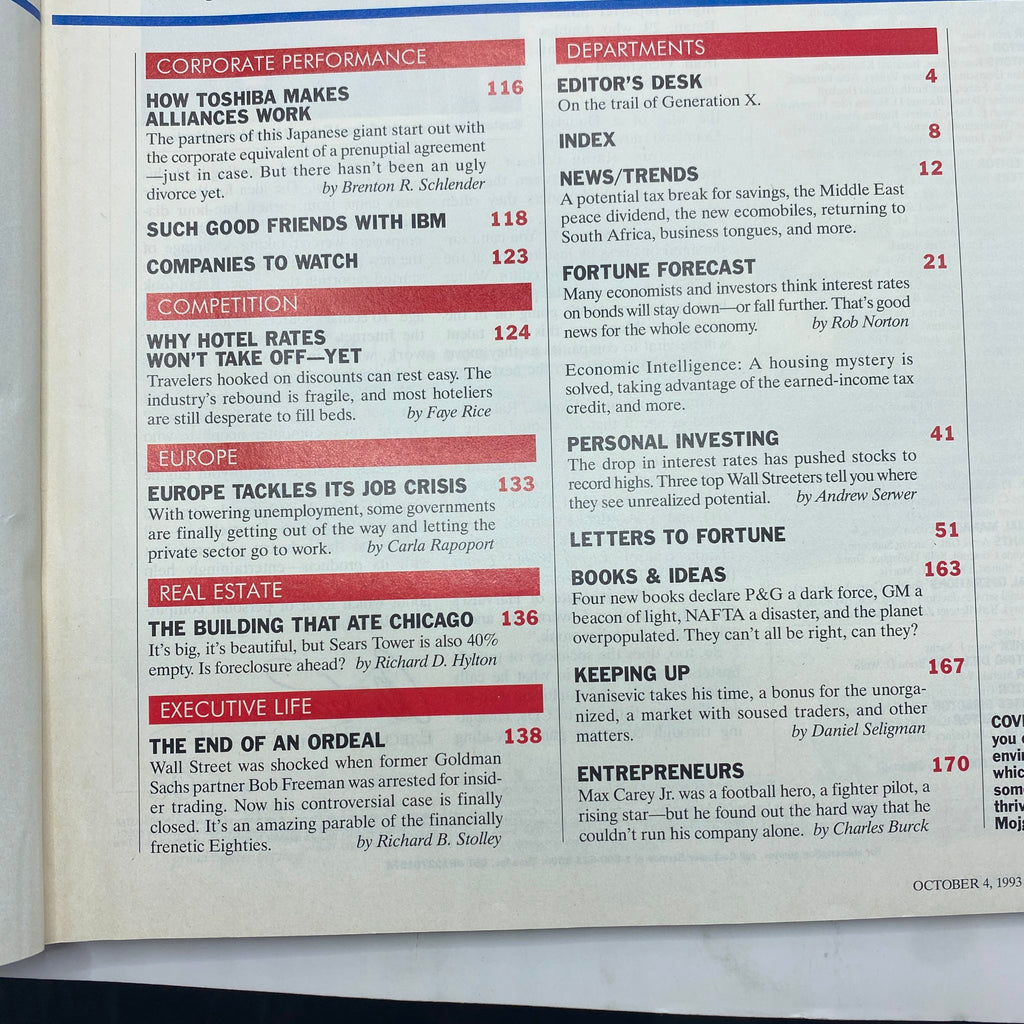 CORPORATE PERFORMANCE
HOW TOSHIBA MAKES 116
ALLIANCES WORK
The partners of this Japanese giant start out with
the corporate equivalent of a prenuptial agreement
—just in case. But there hasn't been an ugly
divorce yet. by Brenton R. Schlender
SUCH GOOD FRIENDS WITH IBM 118
COMPANIES TO WATCH 123
COMPETITION
WHY HOTEL RATES 124
WON'T TAKE OFF—YET
Travelers hooked on discounts can rest easy. The
industry's rebound is fragile, and most hoteliers
are still desperate to fill beds. by Faye Rice
EUROPE
EUROPE TACKLES ITS JOB CRISIS 133
With towering unemployment, some governments
are finally getting out of the way and letting the
private sector go to work. by Carla Rapoport
REAL ESTATE
THE BUILDING THAT ATE CHICAGO 136
It's big, it's beautiful, but Sears Tower is also 40%
empty. Is foreclosure ahead? by Richard D. Hylton
EXECUTIVE LIFE
THE END OF AN ORDEAL 138
Wall Street was shocked when former Goldman
Sachs partner Bob Freeman was arrested for insid-
er trading. Now his controversial case is finally
closed. It's an amazing parable of the financially
frenetic Eighties. by Richard B. Stolley
DEPARTMENTS
EDITOR'S DESK 4
On the trail of Generation X.
INDEX 8
NEWS/TRENDS 12
A potential tax break for savings, the Middle East
peace dividend, the new ecomobiles, returning to
South Africa, business tongues, and more.
FORTUNE FORECAST 21
Many economists and investors think interest rates
on bonds will stay down—or fall further. That's good
news for the whole economy. by Rob Norton
Economic Intelligence: A housing mystery is
solved, taking advantage of the earned-income tax
credit, and more.
PERSONAL INVESTING 41
The drop in interest rates has pushed stocks to
record highs. Three top Wall Streeters tell you where
they see unrealized potential. by Andrew Serwer
LETTERS TO FORTUNE 51
BOOKS & IDEAS 163
Four new books declare P&G a dark force, GM a
beacon of light, NAFTA a disaster, and the planet
overpopulated. They can't all be right, can they?
KEEPING UP 167
Ivanisevic takes his time, a bonus for the unorga-
nized, a market with soused traders, and other
matters. by Daniel Seligman
ENTREPRENEURS 170
Max Carey Jr. was a football hero, a fighter pilot, a
rising star—but he found out the hard way that he
couldn't run his company alone. by Charles Burck
you
OCTOBER 4, 1993